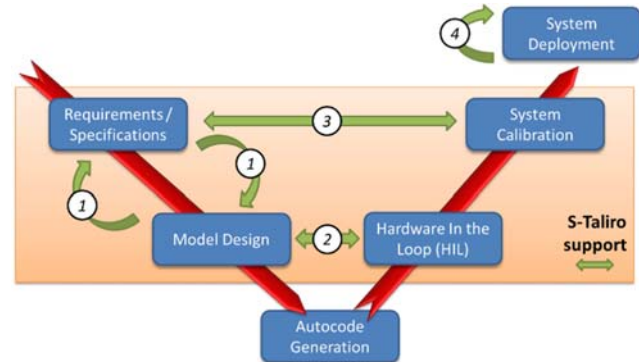 4
System
Deployment
Requirements /
Specifications
3
System
Calibration
1
1
Model Design
2
Hardware In the
Loop (HIL)
S-Taliro
support
Autocode
Generation